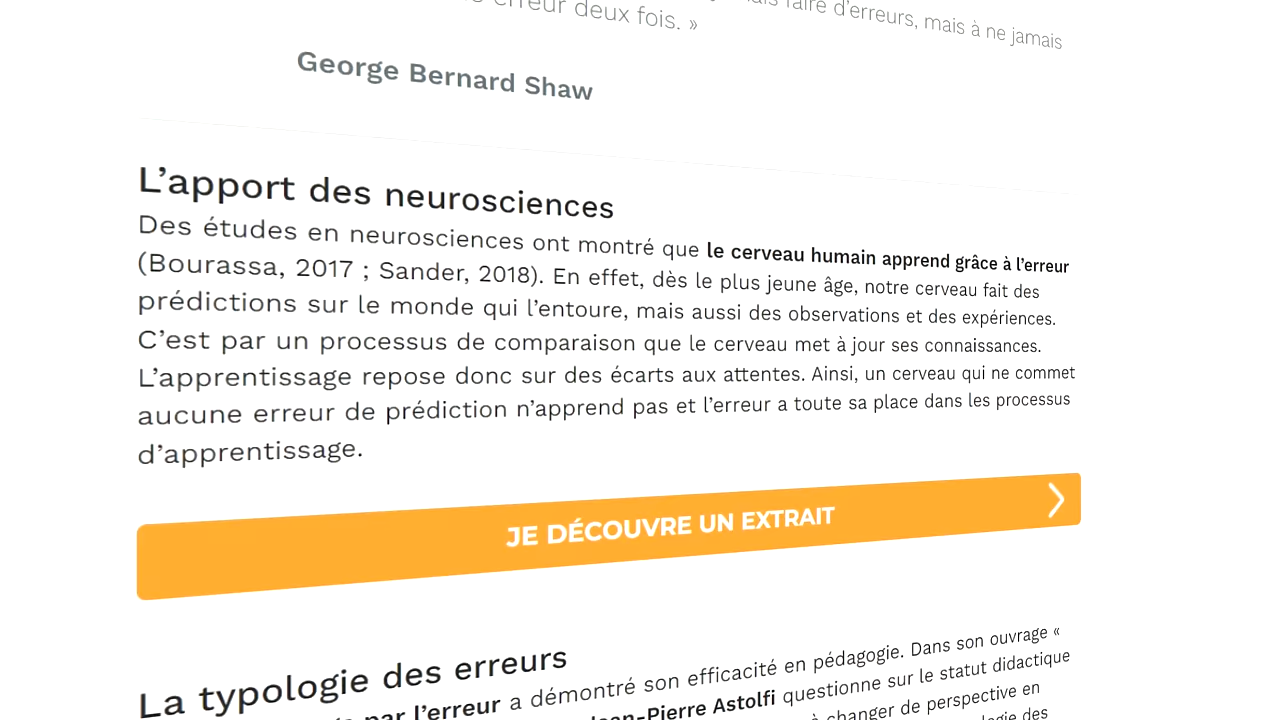 faire d'erreurs, mais à ne jamais
erreur deux fois. »
George Bernard Shaw
L'apport des neurosciences
Des études en neurosciences ont montré que le cerveau humain apprend grâce à l'erreur
(Bourassa, 2017 ; Sander, 2018). En effet, dès le plus jeune âge, notre cerveau fait des
prédictions sur le monde qui l'entoure, mais aussi des observations et des expériences.
C'est par un processus de comparaison que le cerveau met à jour ses connaissances.
L'apprentissage repose donc sur des écarts aux attentes. Ainsi, un cerveau qui ne commet
aucune erreur de prédiction n'apprend pas et l'erreur a toute sa place dans les processus
d'apprentissage.
JE DÉCOUVRE UN EXTRAIT
La typologie des erreurs
par l'erreur a démontré son efficacité en pédagogie. Dans son ouvrage «
Jean-Pierre Astolfi questionne sur le statut didactique
à changer de perspective en
des